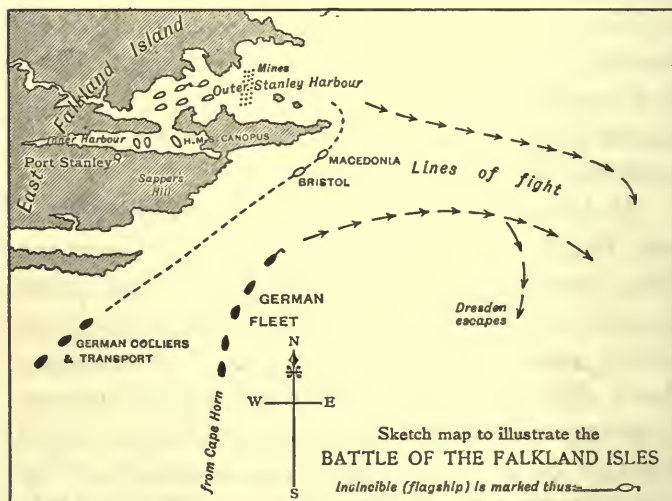 East Falkland Island
Mines
Outer Stanley Harbour
Inner Harbour
H.M.S. CANOPUS
Port Stanley
Sapper's
Hill
MACEDONIA
BRISTOL
Lines of fight
GERMAN
FLEET
Dresden
escapes
GERMAN COLLIERS
& TRANSPORT
from Cape Horn
N
W
E
S
Sketch map to illustrate the
BATTLE OF THE FALKLAND ISLES
Invincible (flagship) is marked thus: